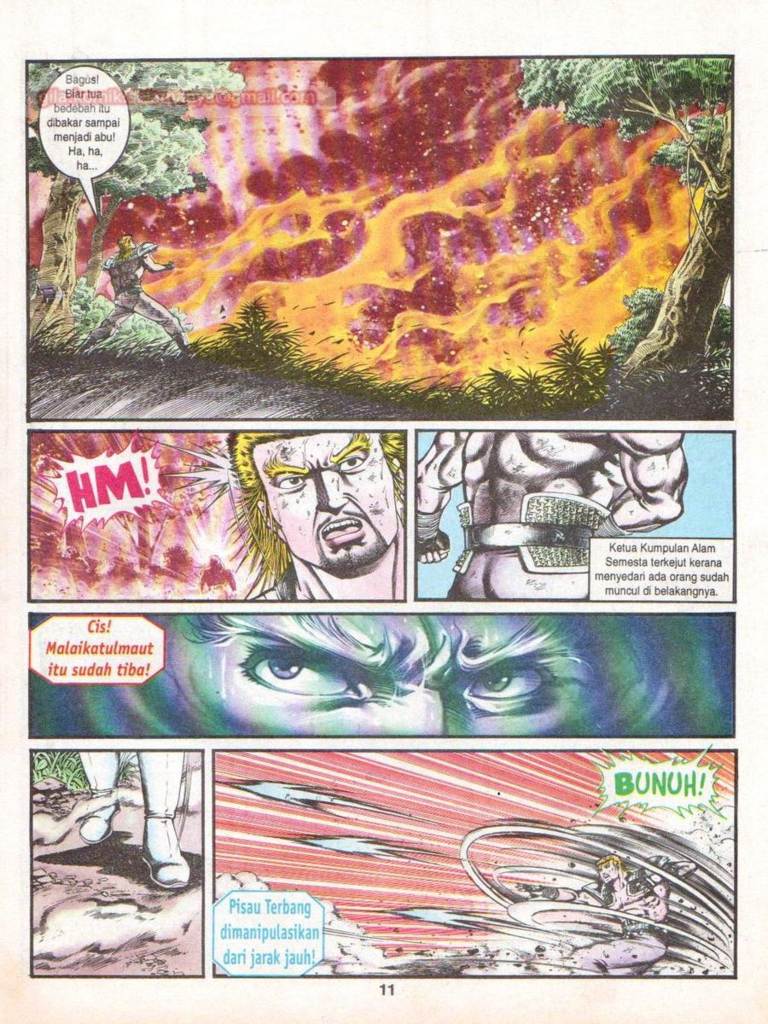 Bagus!
Biar tua
bedebah itu
dibakar sampai
menjadi abu!
Ha, ha,
ha...
HM!
Ketua Kumpulan Alam
Semesta terkejut kerana
menyedari ada orang sudah
muncul di belakangnya.
Cis!
Malaikatulmaut
itu sudah tiba!
BUNUH!
Pisau Terbang
dimanipulasikan
dari jarak jauh!
11